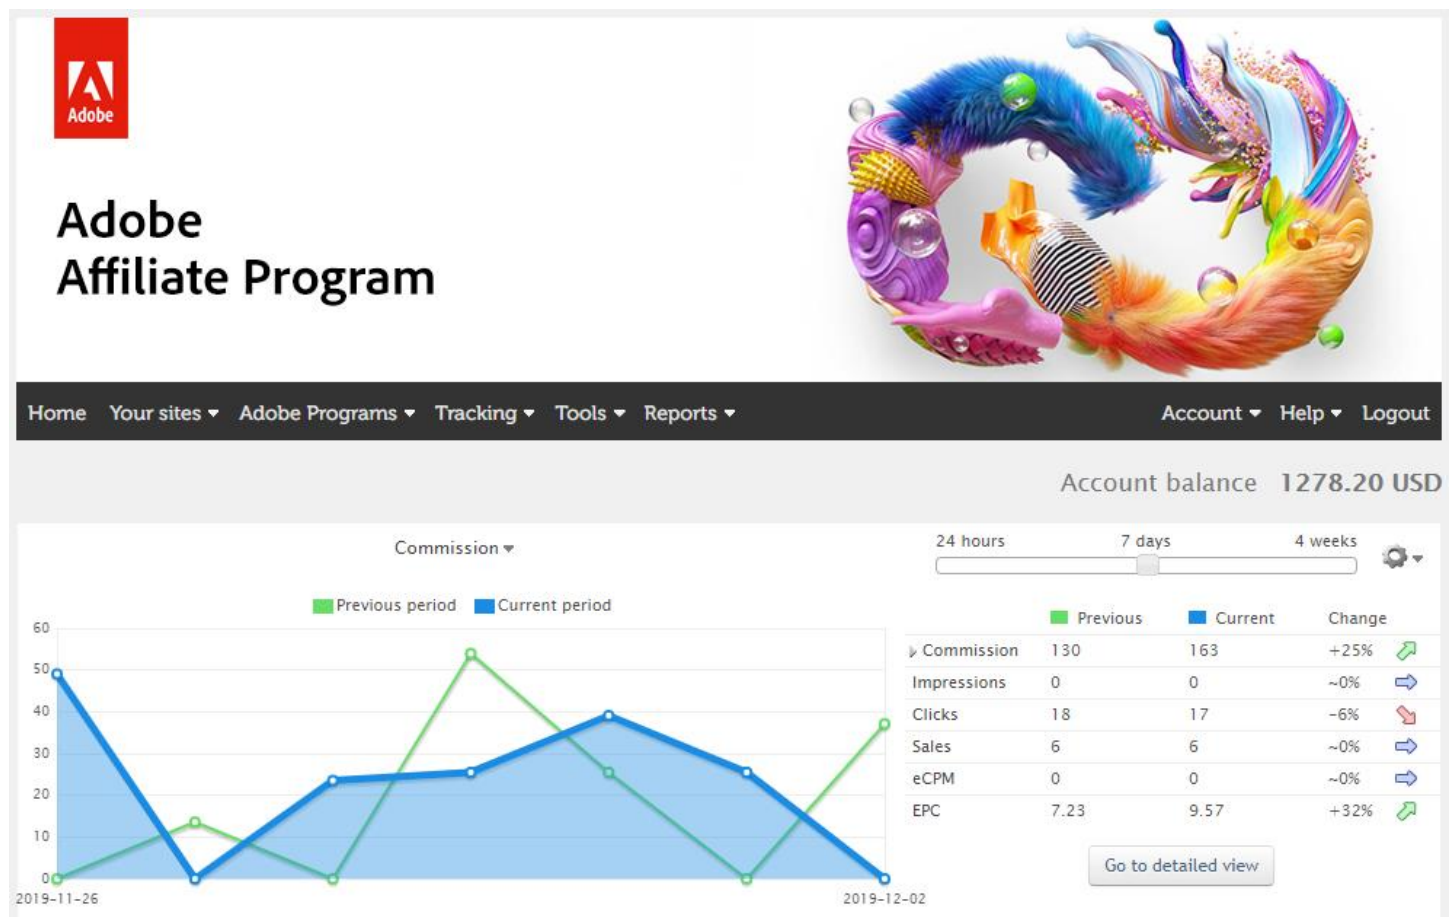 Adobe
Adobe
Affiliate Program
Home Your sites Adobe Programs Tracking Tools Reports Account Help Logout
Account balance 1278.20 USD
Commission
24 hours 7 days 4 weeks
Previous period Current period
60
50
40
30
20
10
0
2019-11-26 2019-12-02
Previous Current Change
Commission 130 163 +25%
Impressions 0 0 ~0%
Clicks 18 17 -6%
Sales 6 6 ~0%
eCPM 0 0 ~0%
EPC 7.23 9.57 +32%
Go to detailed view